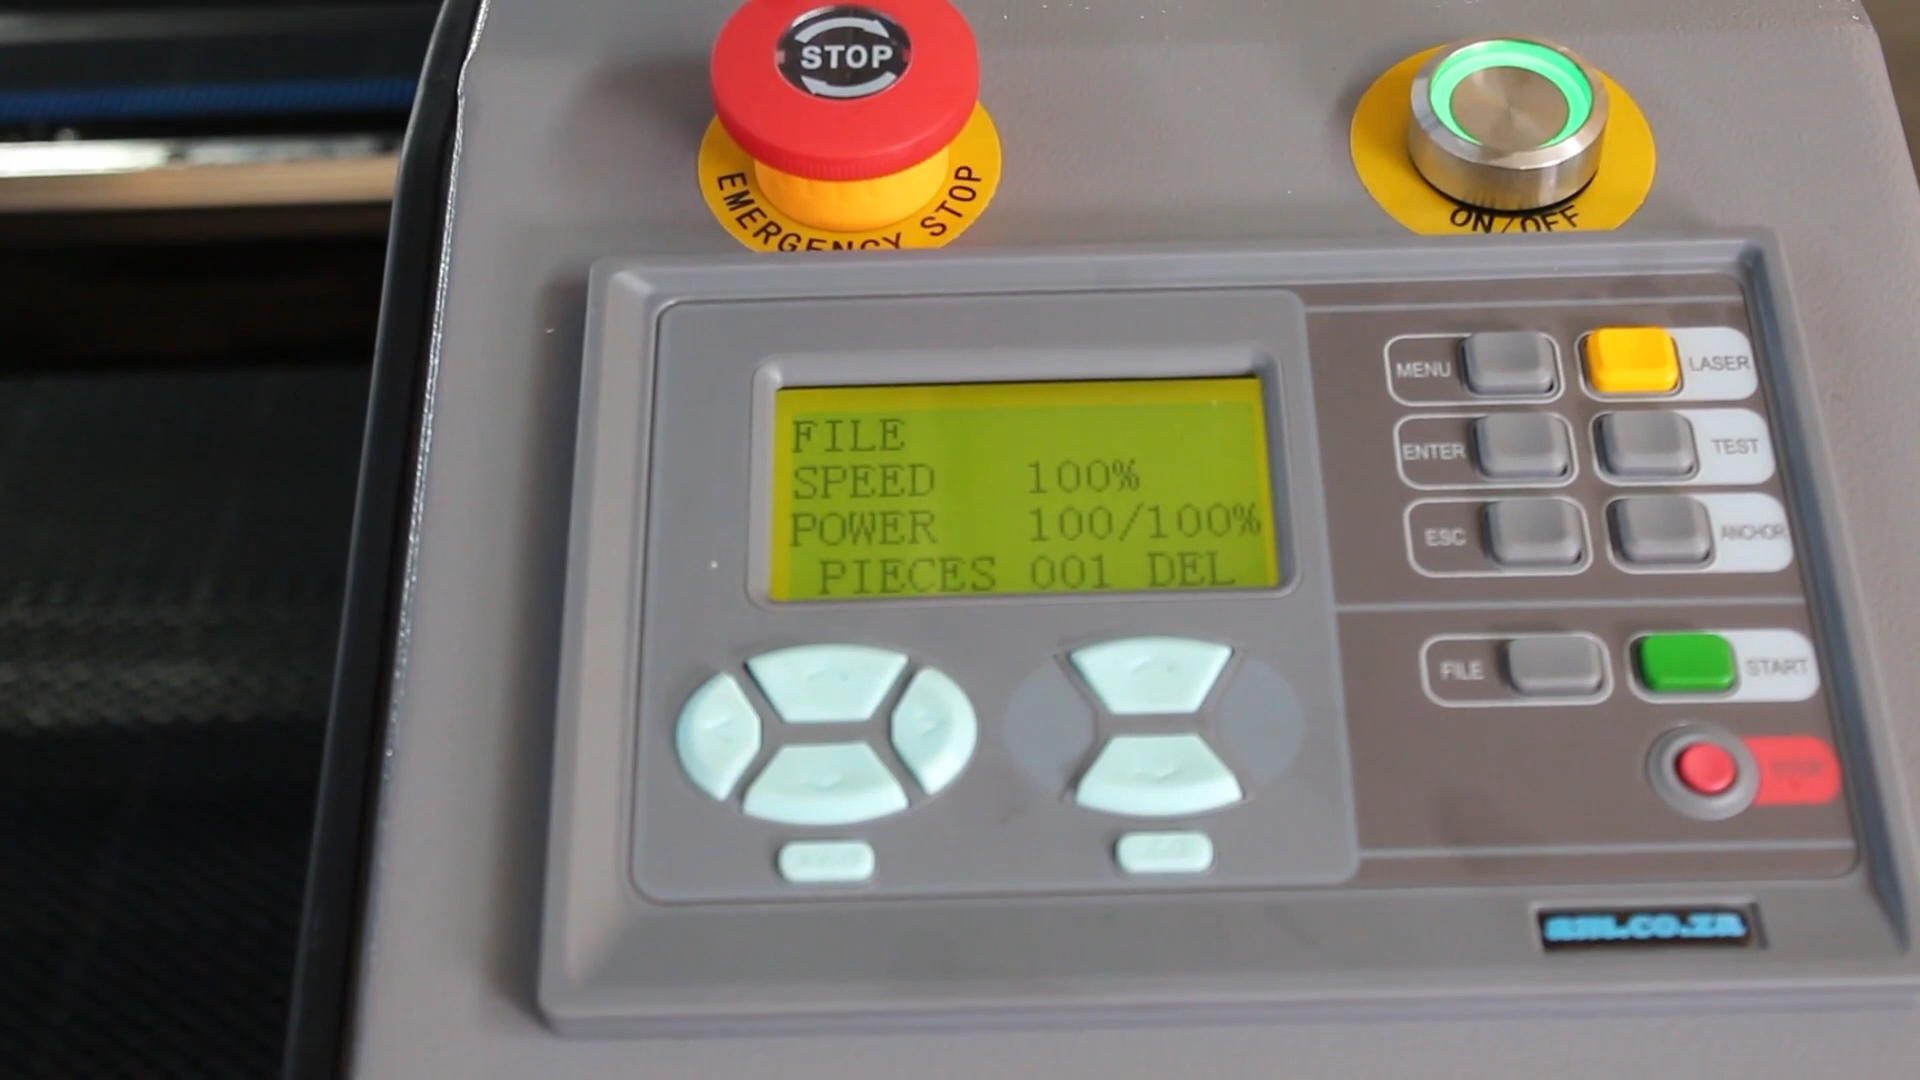 STOP
EMERGENCY STOP
ON/OFF
FILE
SPEED 100%
POWER 100/100%
PIECES 001 DEL
MENU
LASER
ENTER
TEST
ESC
ANCHOR
FILE
START